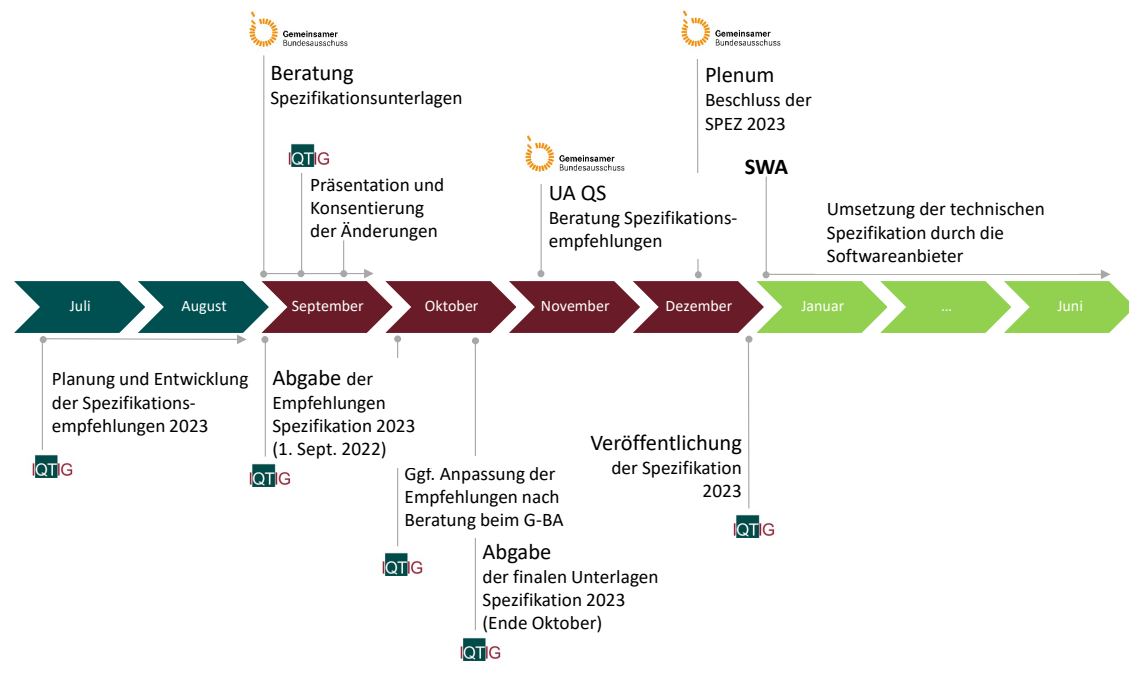 Gemeinsamer
Bundesausschuss
Beratung
Spezifikationsunterlagen
IQTIG
Präsentation und
Konsentierung
der Änderungen
Gemeinsamer
Bundesausschuss
UA QS
Beratung Spezifikations-
empfehlungen
Gemeinsamer
Bundesausschuss
Plenum
Beschluss der
SPEZ 2023
SWA
Umsetzung der technischen
Spezifikation durch die
Softwareanbieter
Juli
August
September
Oktober
November
Dezember
Januar
...
Juni
Planung und Entwicklung
der Spezifikations-
empfehlungen 2023
IQTIG
Abgabe der
Empfehlungen
Spezifikation 2023
(1. Sept. 2022)
IQTIG
Ggf. Anpassung der
Empfehlungen nach
Beratung beim G-BA
IQTIG
Abgabe
der finalen Unterlagen
Spezifikation 2023
(Ende Oktober)
IQTIG
Veröffentlichung
der Spezifikation
2023
IQTIG